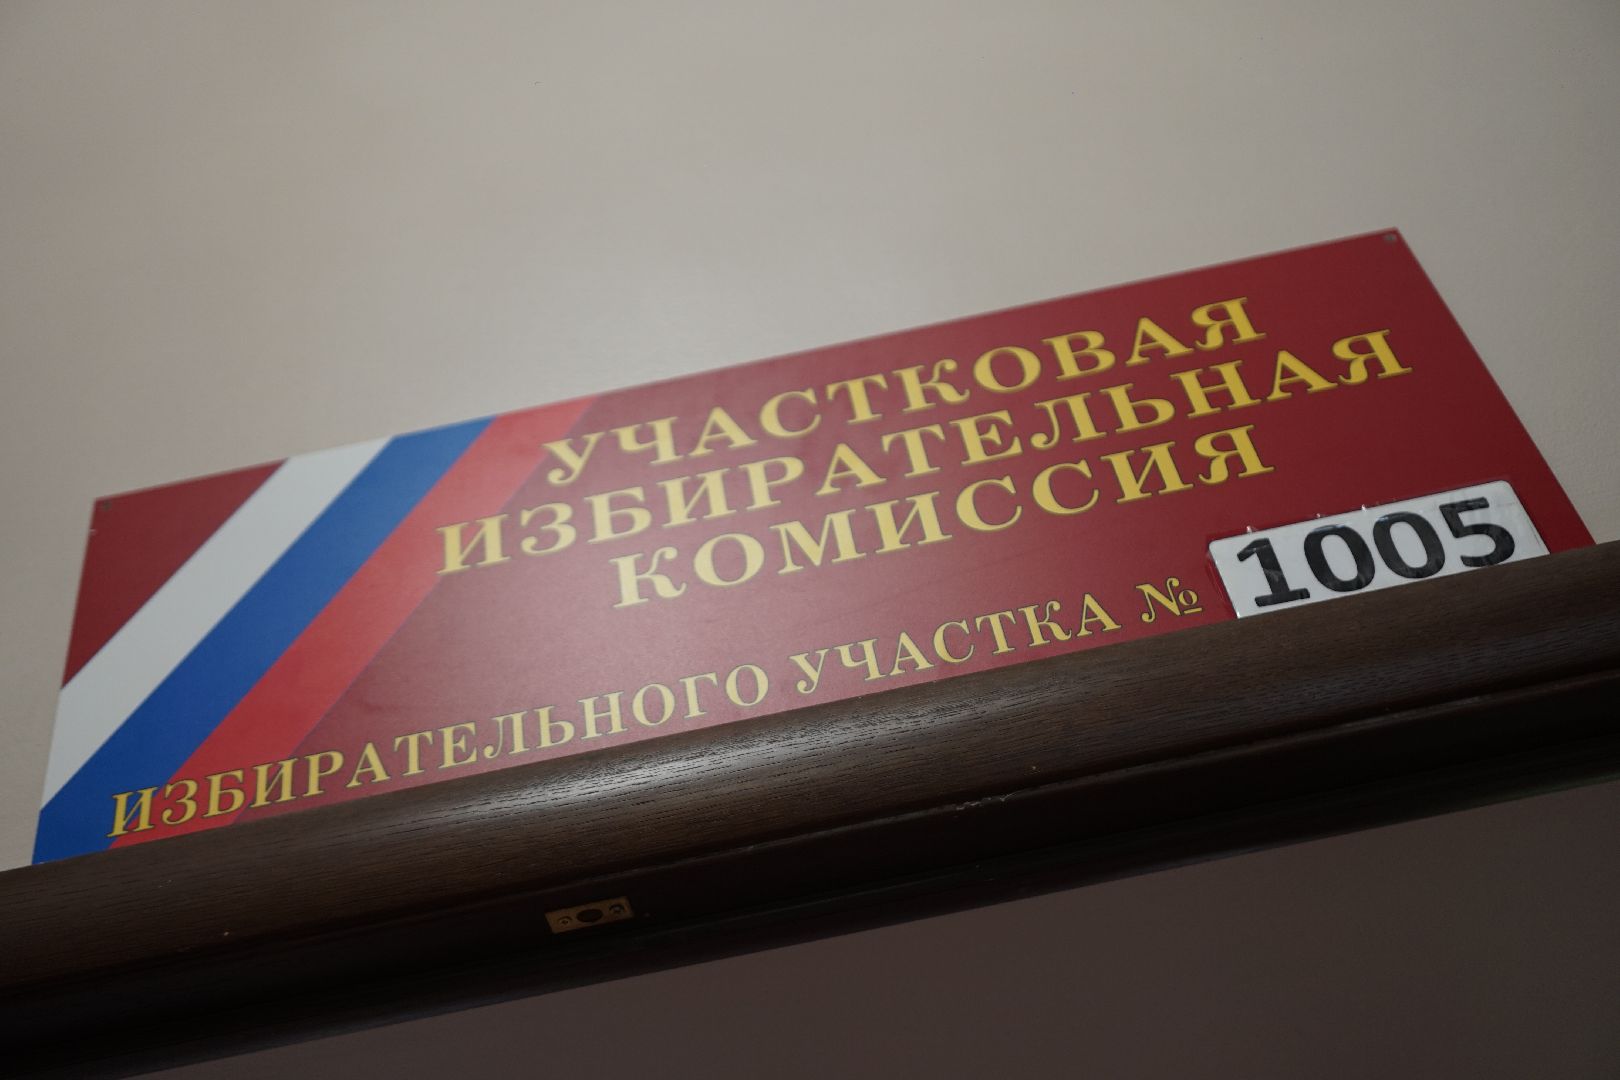 УЧАСТКОВАЯ
ИЗБИРАТЕЛЬНАЯ
КОМИССИЯ
ИЗБИРАТЕЛЬНОГО УЧАСТКА № 1005